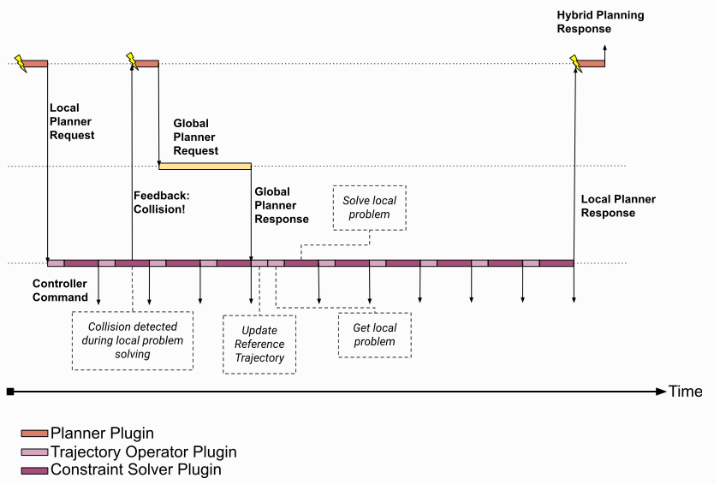 Hybrid Planning
Response
Local
Planner
Request
Global
Planner
Request
Feedback:
Collision!
Global
Planner
Response
Solve local
problem
Local Planner
Response
Controller
Command
Collision detected
during local problem
solving
Update
Reference
Trajectory
Get local
problem
Time
Planner Plugin
Trajectory Operator Plugin
Constraint Solver Plugin